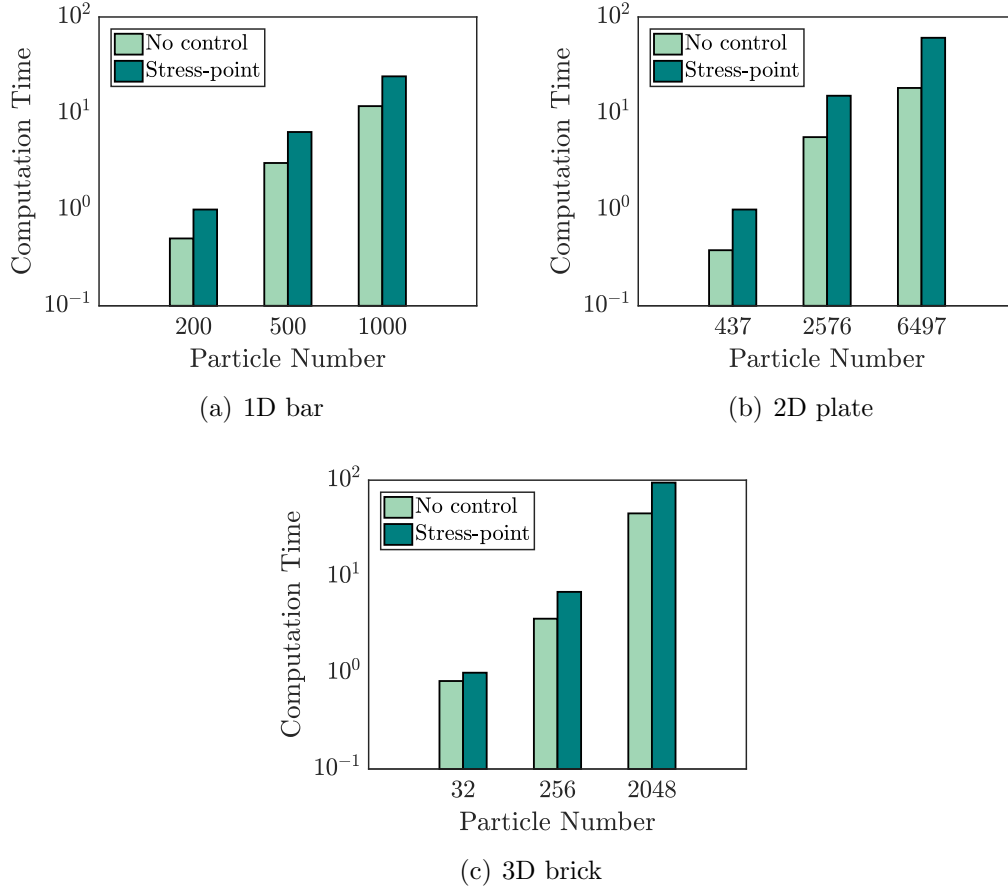 10^2
10^1
10^0
10^-1
Computation Time
No control
Stress-point
200 500 1000
Particle Number
(a) 1D bar
10^2
10^1
10^0
10^-1
Computation Time
No control
Stress-point
437 2576 6497
Particle Number
(b) 2D plate
10^2
10^1
10^0
10^-1
Computation Time
No control
Stress-point
32 256 2048
Particle Number
(c) 3D brick